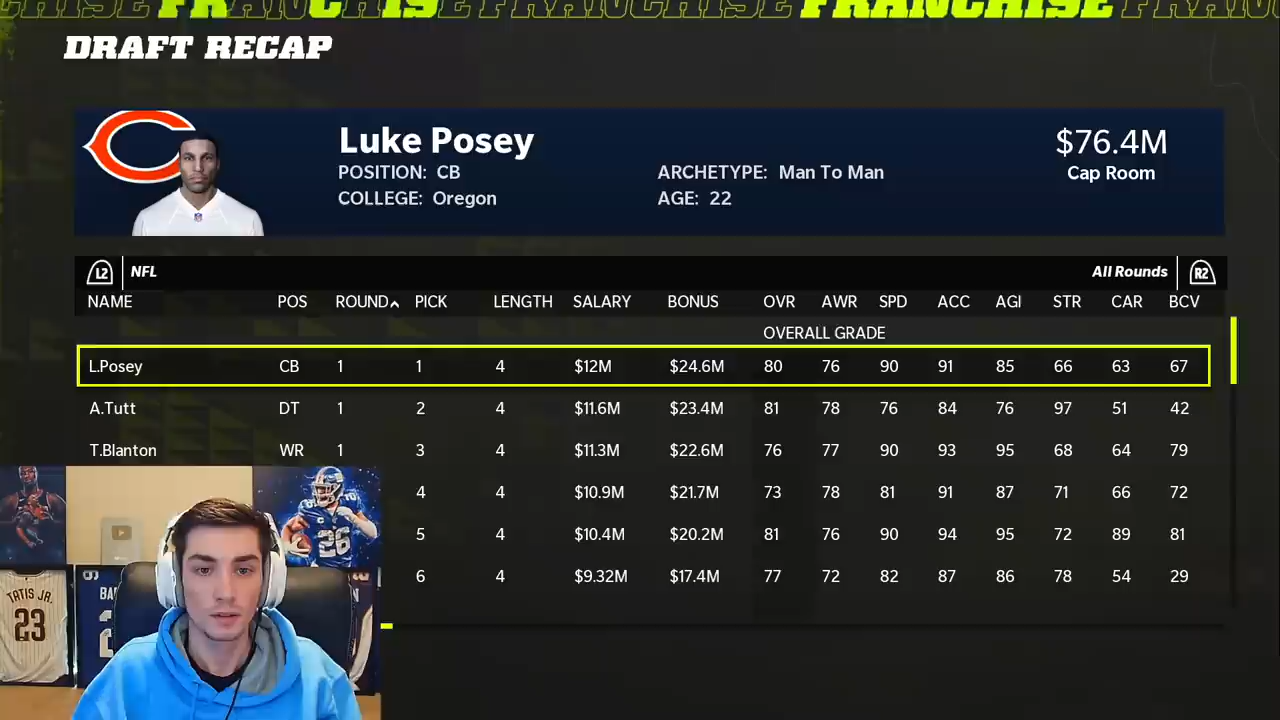 CHISE FRANCHISE FRANCHISE FRANCHISE FRAN
DRAFT RECAP
Luke Posey
POSITION: CB
COLLEGE: Oregon
ARCHETYPE: Man To Man
AGE: 22
$76.4M
Cap Room
L2 NFL All Rounds R2
NAME POS ROUND PICK LENGTH SALARY BONUS OVR AWR SPD ACC AGI STR CAR BCV
OVERALL GRADE
L.Posey CB 1 1 4 $12M $24.6M 80 76 90 91 85 66 63 67
A.Tutt DT 1 2 4 $11.6M $23.4M 81 78 76 84 76 97 51 42
T.Blanton WR 1 3 4 $11.3M $22.6M 76 77 90 93 95 68 64 79
4 4 $10.9M $21.7M 73 78 81 91 87 71 66 72
5 4 $10.4M $20.2M 81 76 90 94 95 72 89 81
6 4 $9.32M $17.4M 77 72 82 87 86 78 54 29
26
TATIS JR.
23
BA